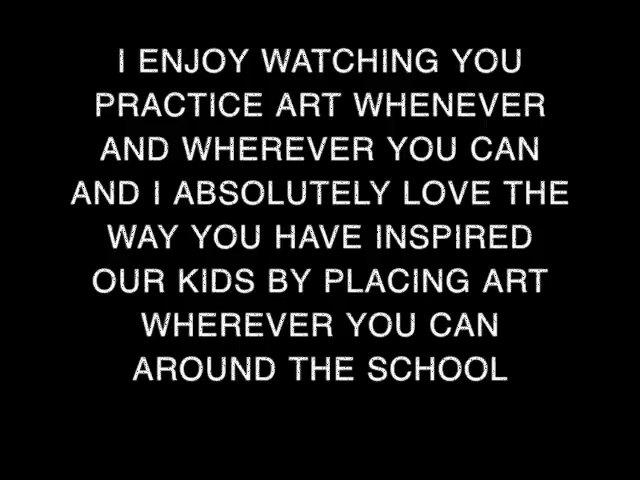 I ENJOY WATCHING YOU
PRACTICE ART WHENEVER
AND WHEREVER YOU CAN
AND I ABSOLUTELY LOVE THE
WAY YOU HAVE INSPIRED
OUR KIDS BY PLACING ART
WHEREVER YOU CAN
AROUND THE SCHOOL